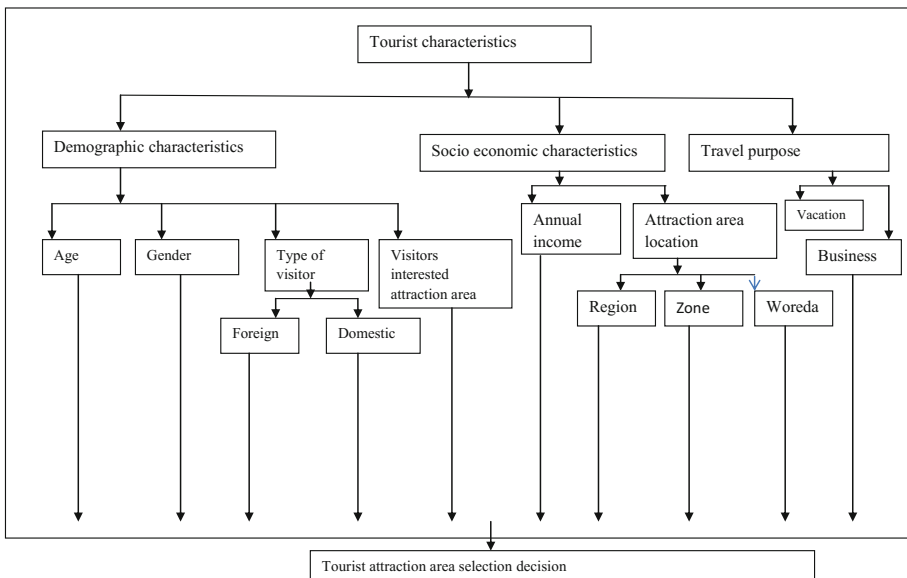 Tourist characteristics
Demographic characteristics
Socio economic characteristics
Travel purpose
Age
Gender
Type of
visitor
Visitors
interested
attraction area
Annual
income
Attraction area
location
Vacation
Business
Foreign
Domestic
Region
Zone
Woreda
Tourist attraction area selection decision